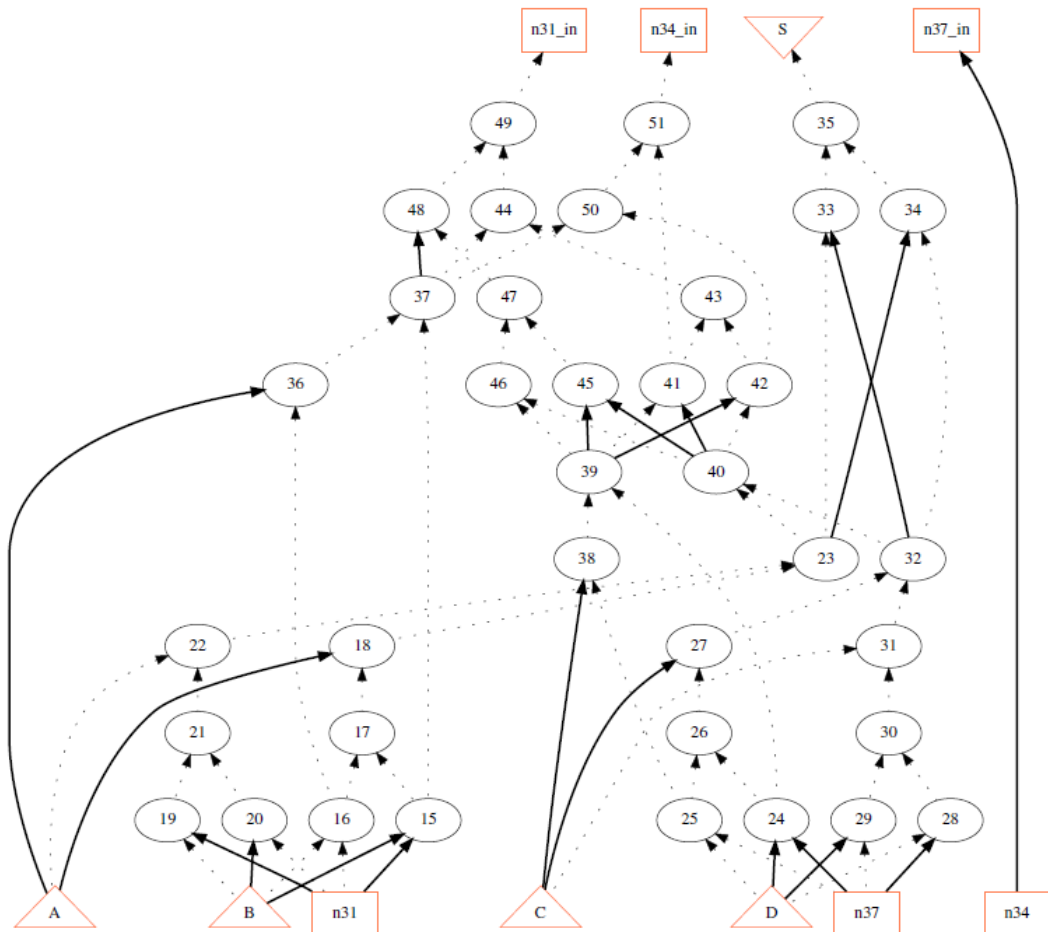 n31_in n34_in S n37_in
49 51 35
48 44 50 33 34
37 47 43
36 46 45 41 42
39 40
38 23 32
22 18 27 31
21 17 26 30
19 20 16 15 25 24 29 28
A B n31 C D n37 n34